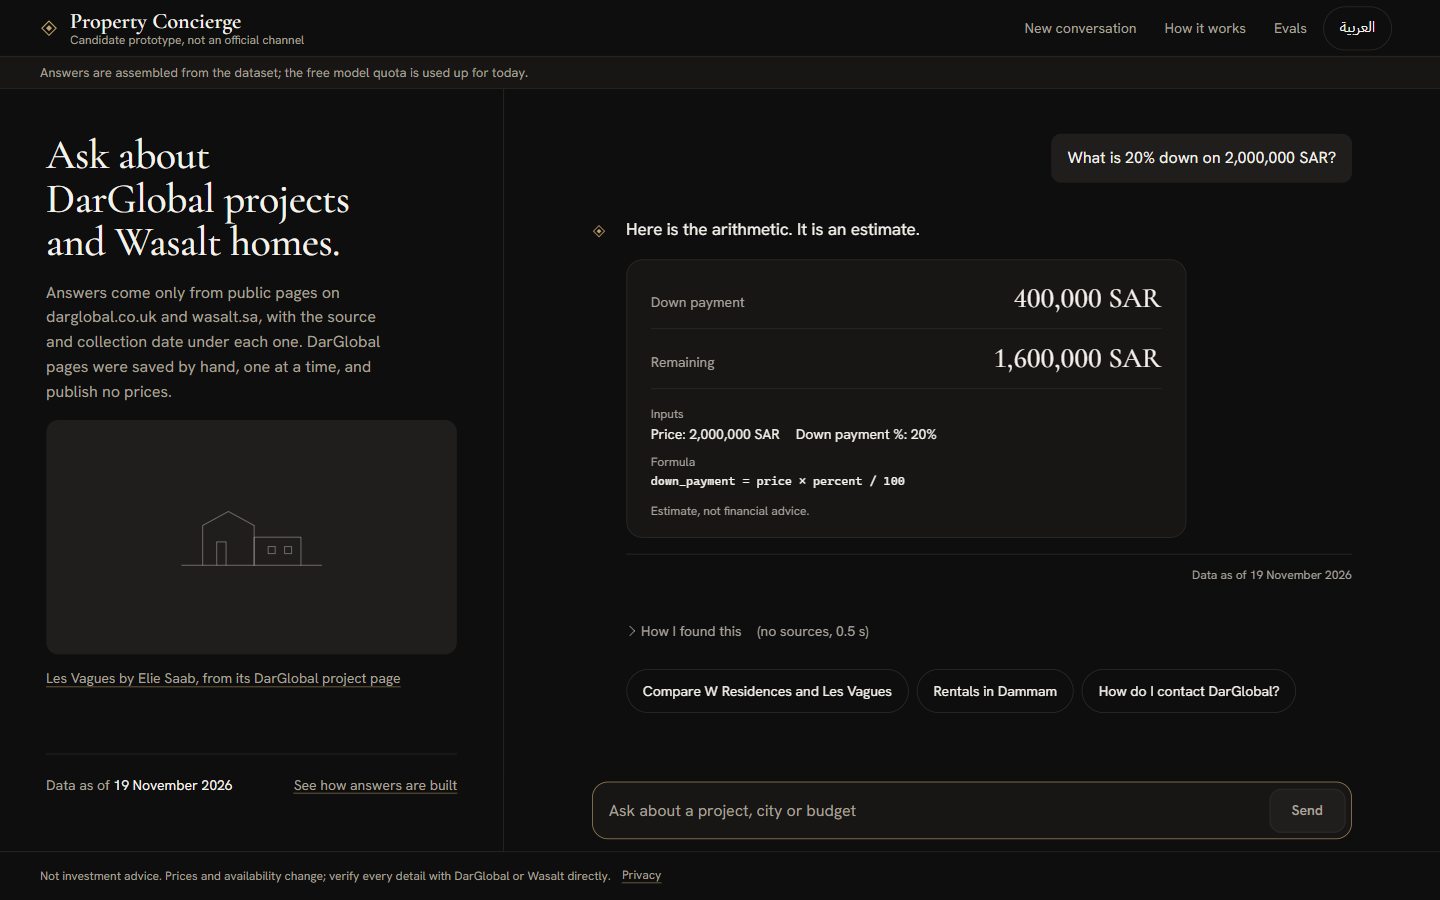 Property Concierge
Candidate prototype, not an official channel
New conversation
How it works
Evals
العربية
Answers are assembled from the dataset; the free model quota is used up for today.
Ask about
DarGlobal projects
and Wasalt homes.
Answers come only from public pages on
darglobal.co.uk and wasalt.sa, with the source
and collection date under each one. DarGlobal
pages were saved by hand, one at a time, and
publish no prices.
Les Vagues by Elie Saab, from its DarGlobal project page
Data as of 19 November 2026
See how answers are built
What is 20% down on 2,000,000 SAR?
Here is the arithmetic. It is an estimate.
Down payment
400,000 SAR
Remaining
1,600,000 SAR
Inputs
Price: 2,000,000 SAR Down payment %: 20%
Formula
down_payment = price × percent / 100
Estimate, not financial advice.
Data as of 19 November 2026
How I found this (no sources, 0.5 s)
Compare W Residences and Les Vagues
Rentals in Dammam
How do I contact DarGlobal?
Ask about a project, city or budget
Send
Not investment advice. Prices and availability change; verify every detail with DarGlobal or Wasalt directly. Privacy